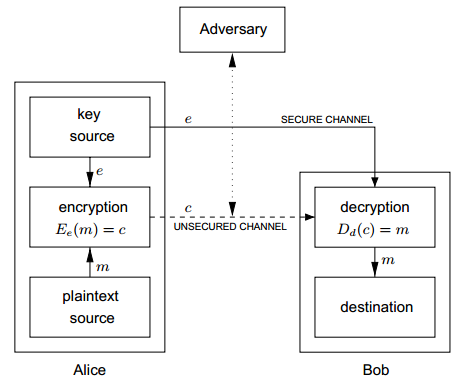 Adversary
key
source
e
SECURE CHANNEL
e
encryption
E_e(m) = c
c
UNSECURED CHANNEL
decryption
D_d(c) = m
m
m
plaintext
source
destination
Alice
Bob